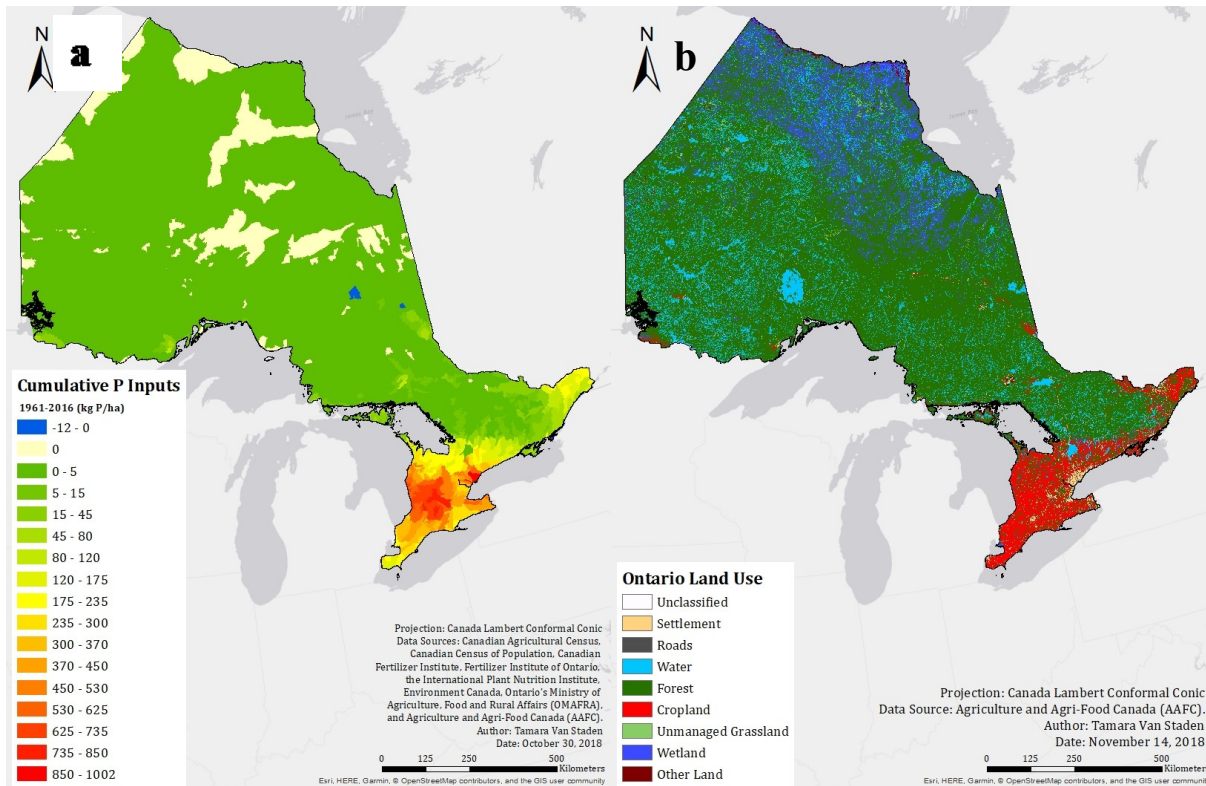 N
a
Cumulative P Inputs
1961-2016 (kg P/ha)
-12 - 0
0
0 - 5
5 - 15
15 - 45
45 - 80
80 - 120
120 - 175
175 - 235
235 - 300
300 - 370
370 - 450
450 - 530
530 - 625
625 - 735
735 - 850
850 - 1002
James Bay
Projection: Canada Lambert Conformal Conic
Data Sources: Canadian Agricultural Census,
Canadian Census of Population, Canadian
Fertilizer Institute, Fertilizer Institute of Ontario,
the International Plant Nutrition Institute,
Environment Canada, Ontario's Ministry of
Agriculture, Food and Rural Affairs (OMAFRA),
and Agriculture and Agri-Food Canada (AAFC).
Author: Tamara Van Staden
Date: October 30, 2018
0 125 250 500
Kilometers
Esri, HERE, Garmin, © OpenStreetMap contributors, and the GIS user community
N
b
James Bay
Ontario Land Use
Unclassified
Settlement
Roads
Water
Forest
Cropland
Unmanaged Grassland
Wetland
Other Land
Projection: Canada Lambert Conformal Conic
Data Source: Agriculture and Agri-Food Canada (AAFC).
Author: Tamara Van Staden
Date: November 14, 2018
0 125 250 500
Kilometers
Esri, HERE, Garmin, © OpenStreetMap contributors, and the GIS user community